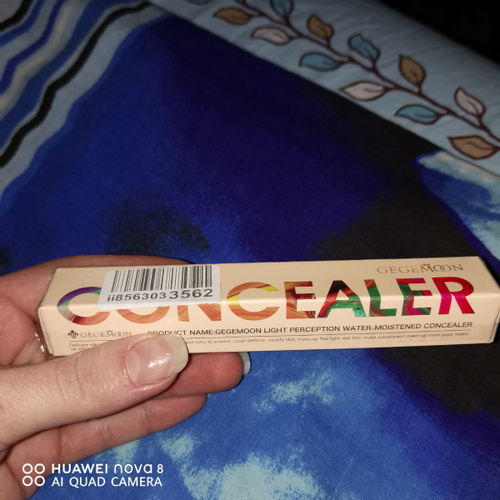 GEGEMOON
ii8563033562
CONCEALER
GEGEMOON PRODUCT NAME:GEGEMOON LIGHT PERCEPTION WATER-MOISTENED CONCEALER
HUAWEI nova 8
AI QUAD CAMERA